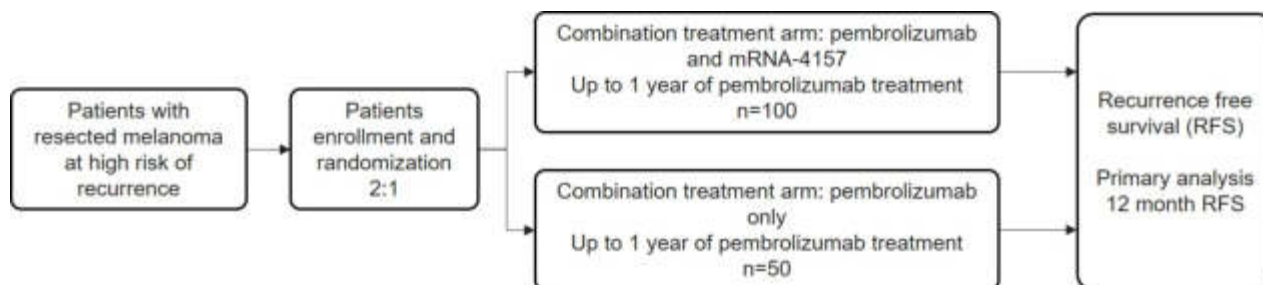 Patients with
resected melanoma
at high risk of
recurrence
Patients
enrollment and
randomization
2:1
Combination treatment arm: pembrolizumab
and mRNA-4157
Up to 1 year of pembrolizumab treatment
n=100
Combination treatment arm: pembrolizumab
only
Up to 1 year of pembrolizumab treatment
n=50
Recurrence free
survival (RFS)
Primary analysis
12 month RFS